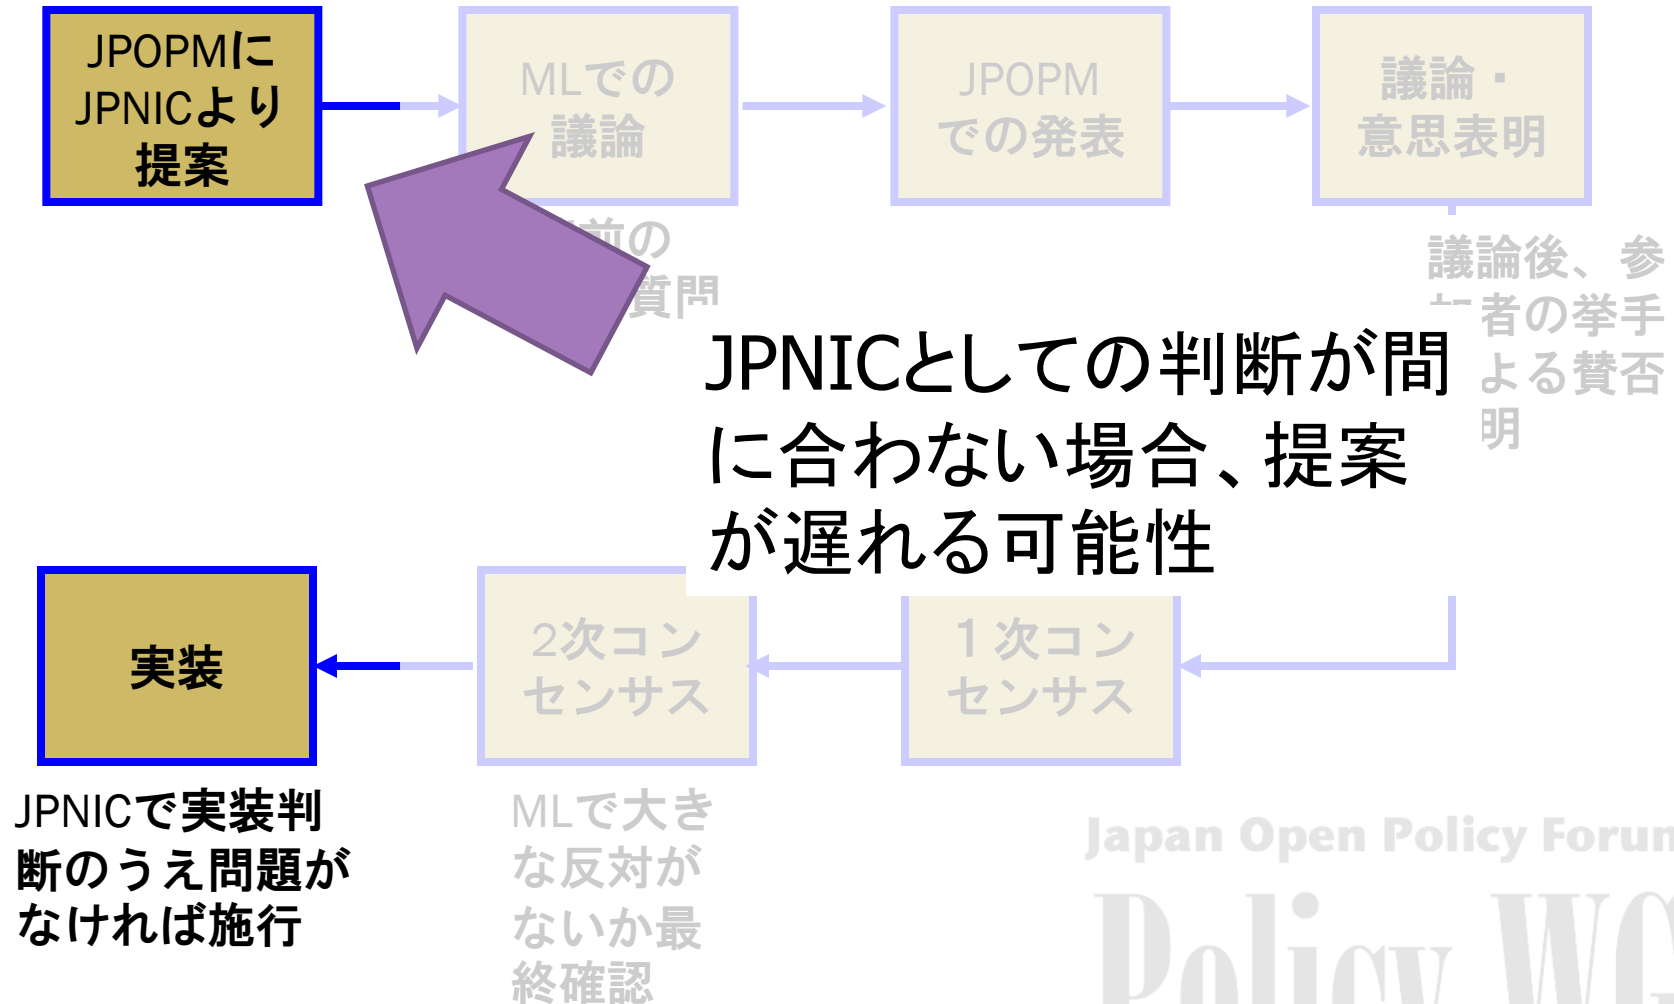 JPOPMに
JPNICより
提案
MLでの
議論
JPOPM
での発表
議論・
意思表明
前の
質問
議論後、参
者の挙手
よる賛否
明
JPNICとしての判断が間
に合わない場合、提案
が遅れる可能性
実装
2次コン
センサス
１次コン
センサス
JPNICで実装判
断のうえ問題が
なければ施行
MLで大き
な反対が
ないか最
終確認
Japan Open Policy Forum
Policy WG